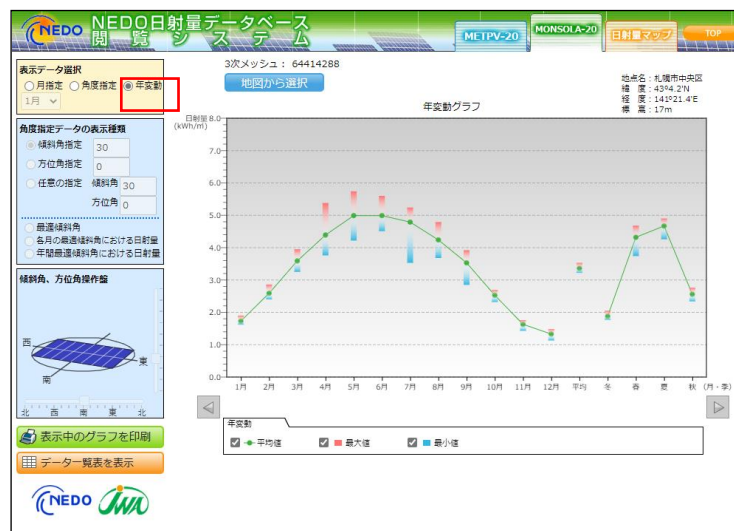 NEDO
NEDO日射量データベース
閲覧システム
METPV-20
MONSOLA-20
日射量マップ
TOP
表示データ選択
月指定 角度指定 年変動
1月
3次メッシュ： 64414288
地図から選択
地点名：札幌市中央区
緯 度：43º4.2'N
経 度：141º21.4'E
標 高：17m
角度指定データの表示種類
傾斜角指定 30
方位角指定 0
任意の指定 傾斜角 30
方位角 0
最適傾斜角
各月の最適傾斜角における日射量
年間最適傾斜角における日射量
年変動グラフ
日射量
(kWh/㎡)
8.0
7.0
6.0
5.0
4.0
3.0
2.0
1.0
0.0
1月 2月 3月 4月 5月 6月 7月 8月 9月 10月 11月 12月 平均 冬 春 夏 秋 (月・季)
傾斜角、方位角操作盤
西
東
南
北 西 南 東 北
年変動
平均値 最大値 最小値
表示中のグラフを印刷
データ一覧表を表示
NEDO JWA